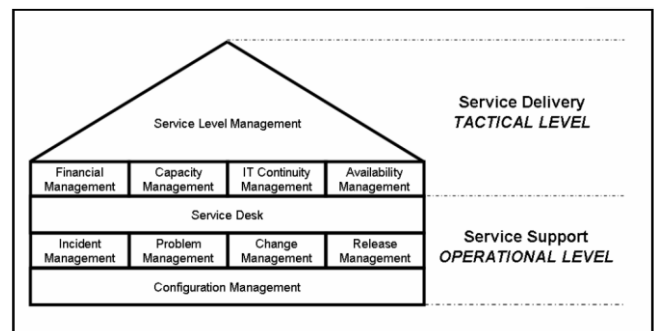 Service Level Management
Service Delivery
TACTICAL LEVEL
Financial
Management
Capacity
Management
IT Continuity
Management
Availability
Management
Service Desk
Incident
Management
Problem
Management
Change
Management
Release
Management
Service Support
OPERATIONAL LEVEL
Configuration Management